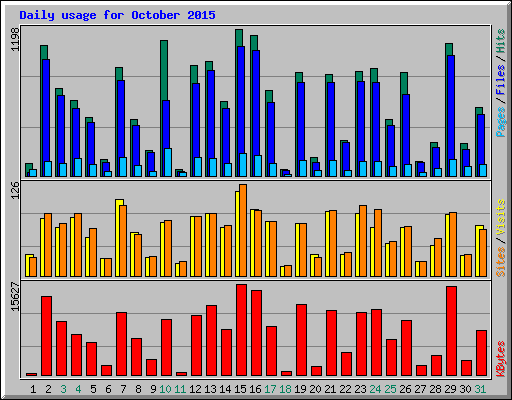 Daily usage for October 2015
1198
Pages/Files/Hits
126
Sites/Visits
15627
KBytes
1 2 3 4 5 6 7 8 9 10 11 12 13 14 15 16 17 18 19 20 21 22 23 24 25 26 27 28 29 30 31